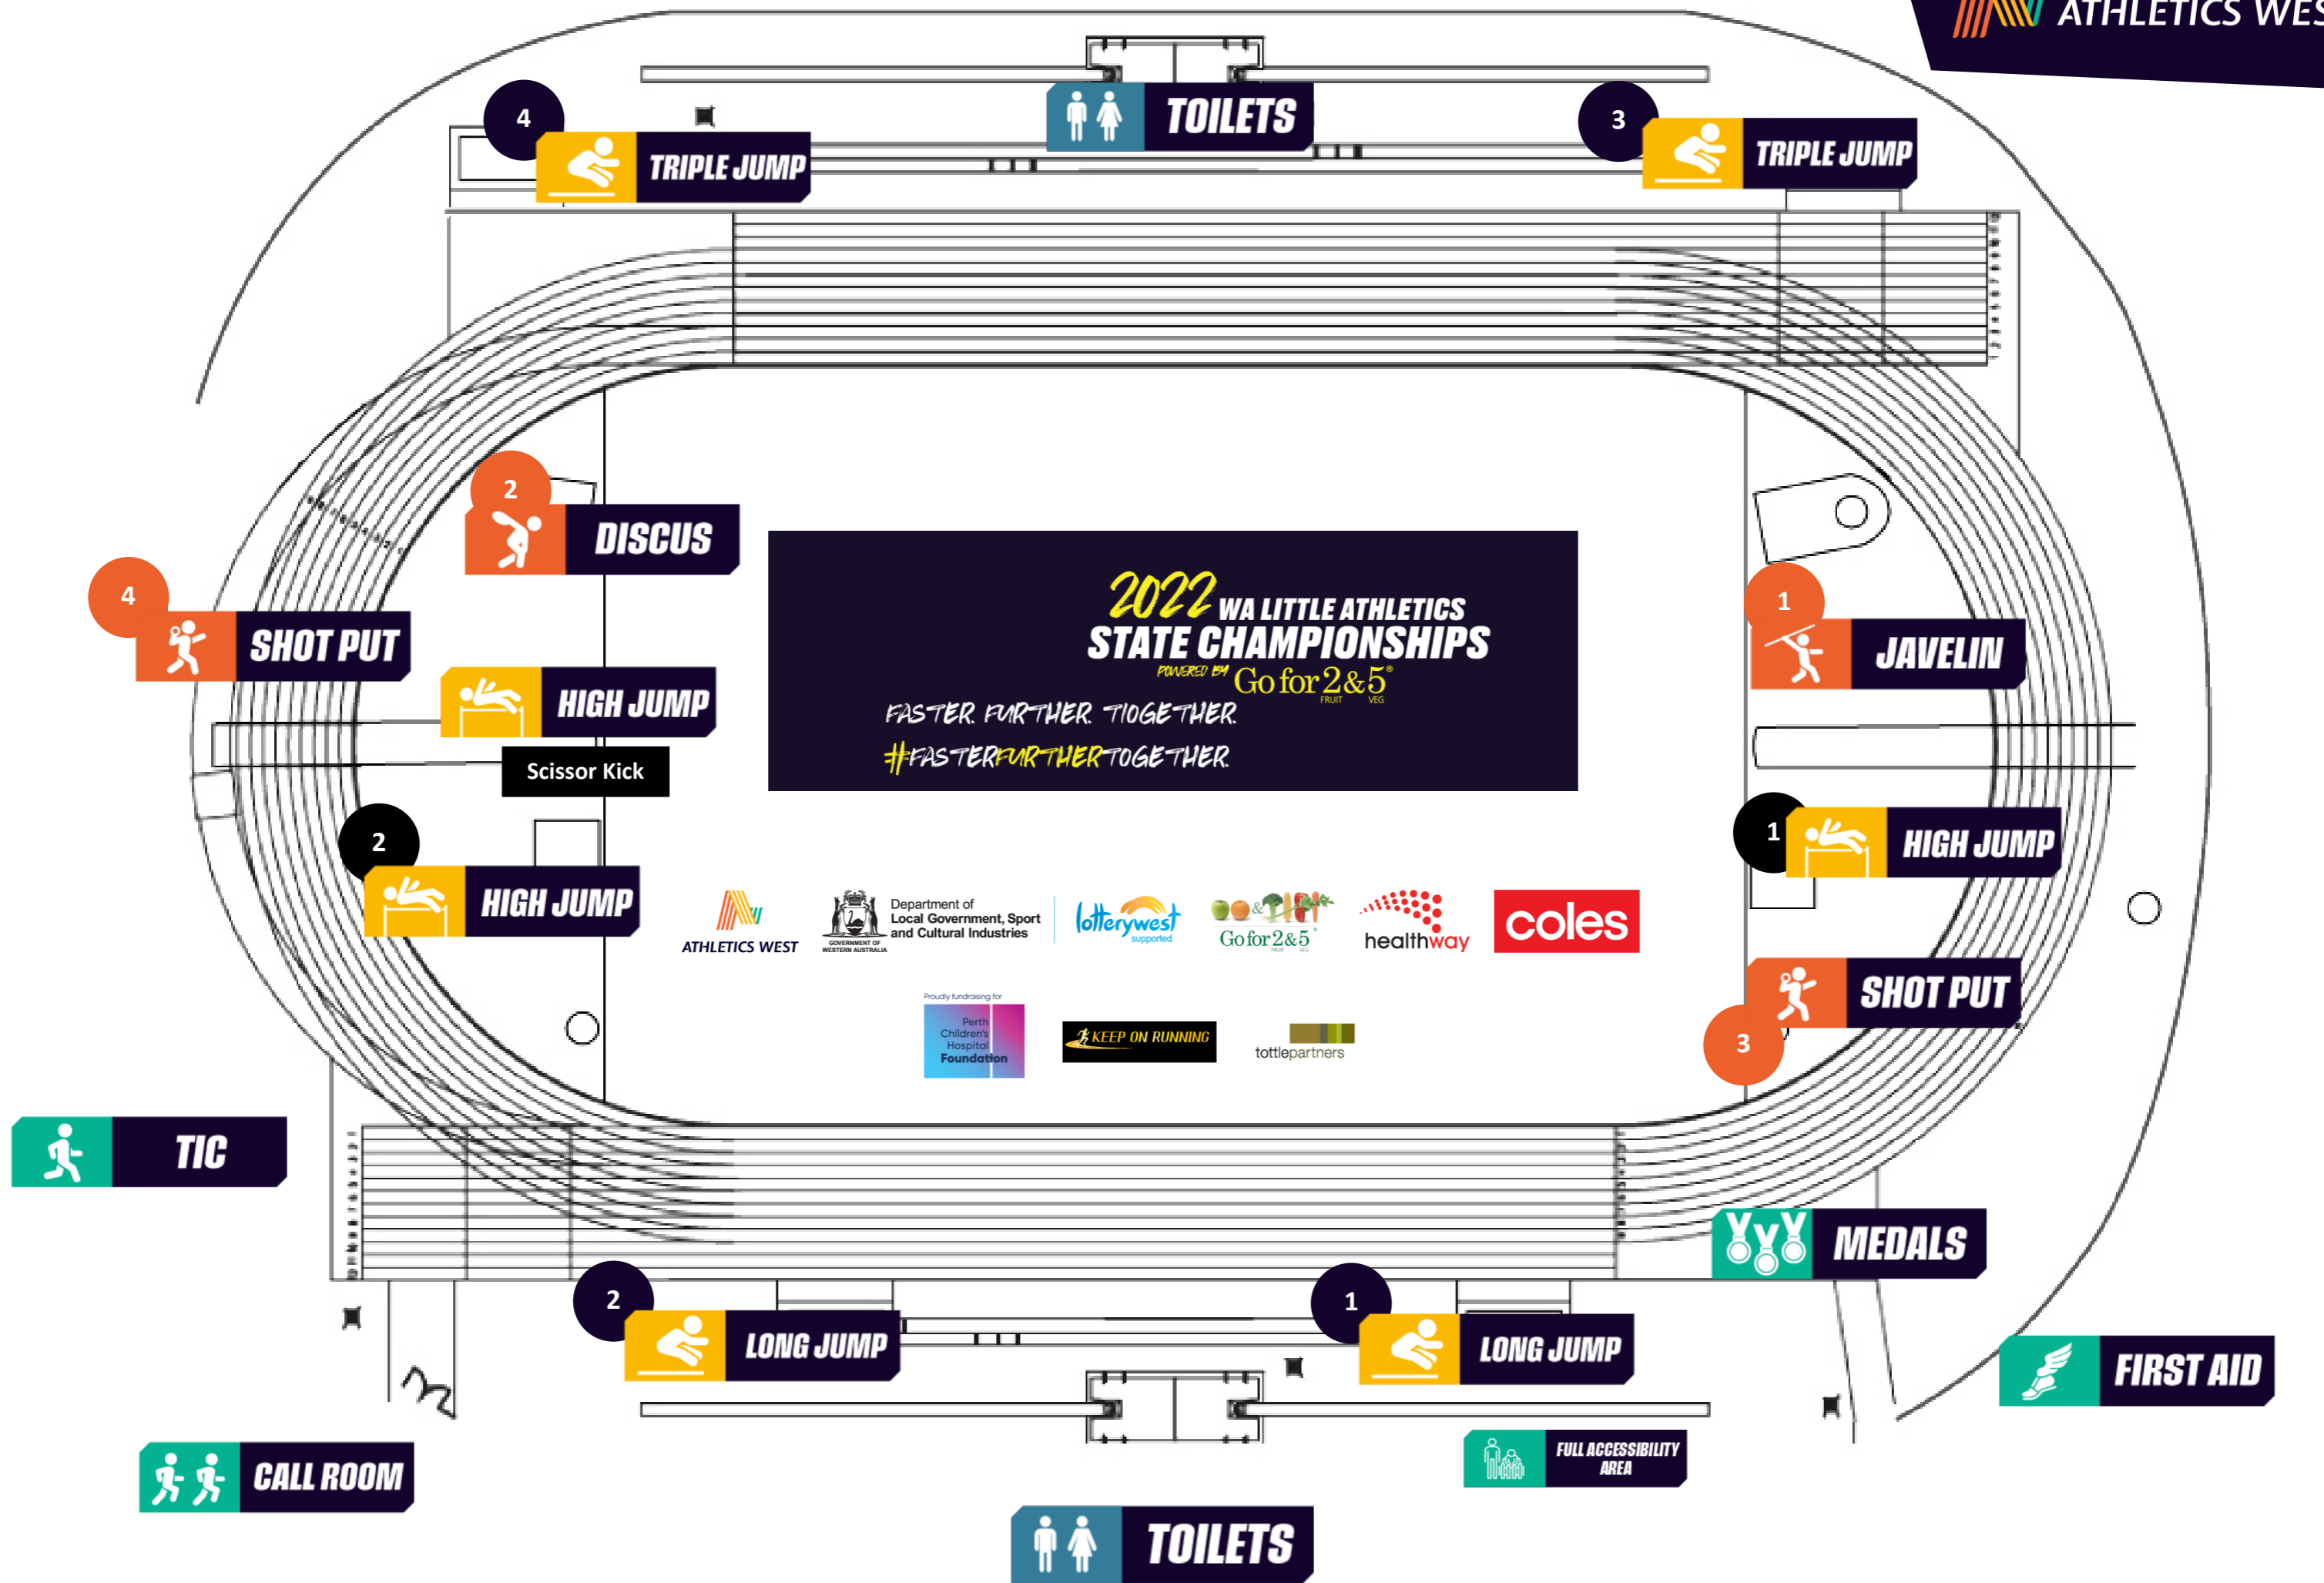 ATHLETICS WES
TOILETS
4
TRIPLE JUMP
3
TRIPLE JUMP
2
DISCUS
4
SHOT PUT
HIGH JUMP
Scissor Kick
2
HIGH JUMP
2022 WA LITTLE ATHLETICS
STATE CHAMPIONSHIPS
POWERED BY Go for 2&5®
FRUIT VEG
FASTER. FURTHER. TIOGETHER.
#FASTERFURTHERTOGETHER.
1
JAVELIN
1
HIGH JUMP
SHOT PUT
3
ATHLETICS WEST
GOVERNMENT OF
WESTERN AUSTRALIA
Department of
Local Government, Sport
and Cultural Industries
lotterywest
supported
&
Go for 2&5®
FRUIT VEG
healthway
coles
Proudly fundraising for
Perth
Children's
Hospital
Foundation
KEEP ON RUNNING
tottlepartners
TIC
MEDALS
2
LONG JUMP
1
LONG JUMP
FIRST AID
CALL ROOM
FULL ACCESSIBILITY
AREA
TOILETS